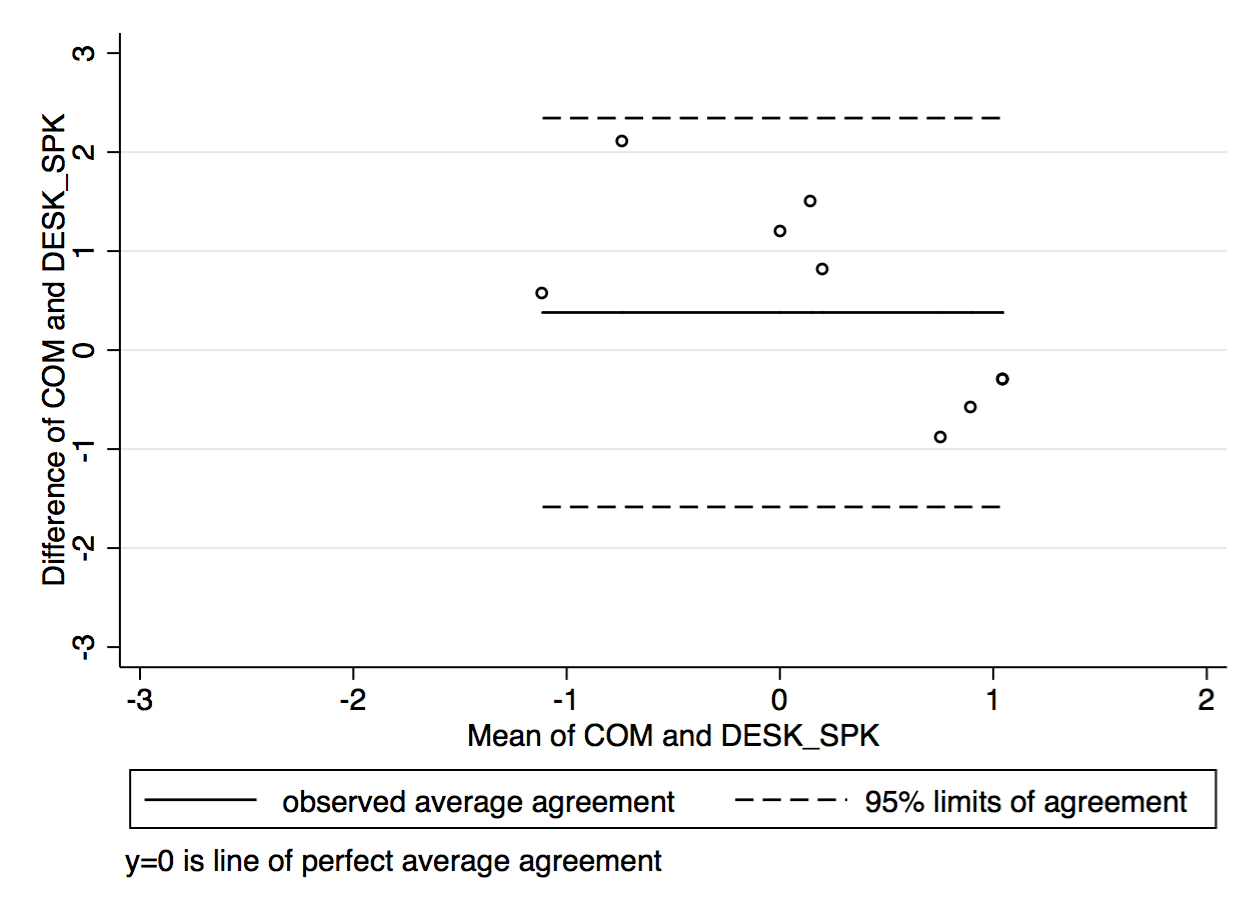 Difference of COM and DESK_SPK
3
2
1
0
-1
-2
-3
-3
-2
-1
0
1
2
Mean of COM and DESK_SPK
observed average agreement
95% limits of agreement
y=0 is line of perfect average agreement